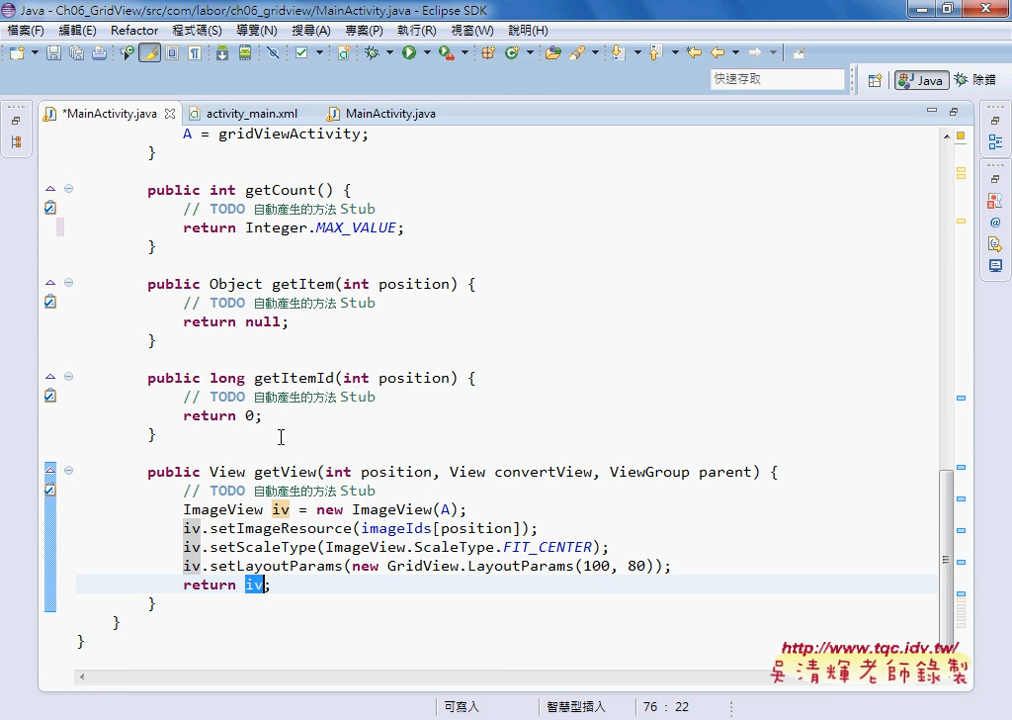 Java - Ch06_GridView/src/com/labor/ch06_gridview/MainActivity.java - Eclipse SDK
檔案(F) 編輯(E) Refactor 程式碼(S) 導覽(N) 搜尋(A) 專案(P) 執行(R) 視窗(W) 說明(H)
快速存取 Java 除錯
*MainActivity.java activity_main.xml MainActivity.java
A = gridViewActivity;
}
public int getCount() {
// TODO 自動產生的方法 Stub
return Integer.MAX_VALUE;
}
public Object getItem(int position) {
// TODO 自動產生的方法 Stub
return null;
}
public long getItemId(int position) {
// TODO 自動產生的方法 Stub
return 0;
}
public View getView(int position, View convertView, ViewGroup parent) {
// TODO 自動產生的方法 Stub
ImageView iv = new ImageView(A);
iv.setImageResource(imageIds[position]);
iv.setScaleType(ImageView.ScaleType.FIT_CENTER);
iv.setLayoutParams(new GridView.LayoutParams(100, 80));
return iv;
}
}
}
http://www.tqc.idv.tw/
吳清輝老師錄製
可寫入 智慧型插入 76 : 22